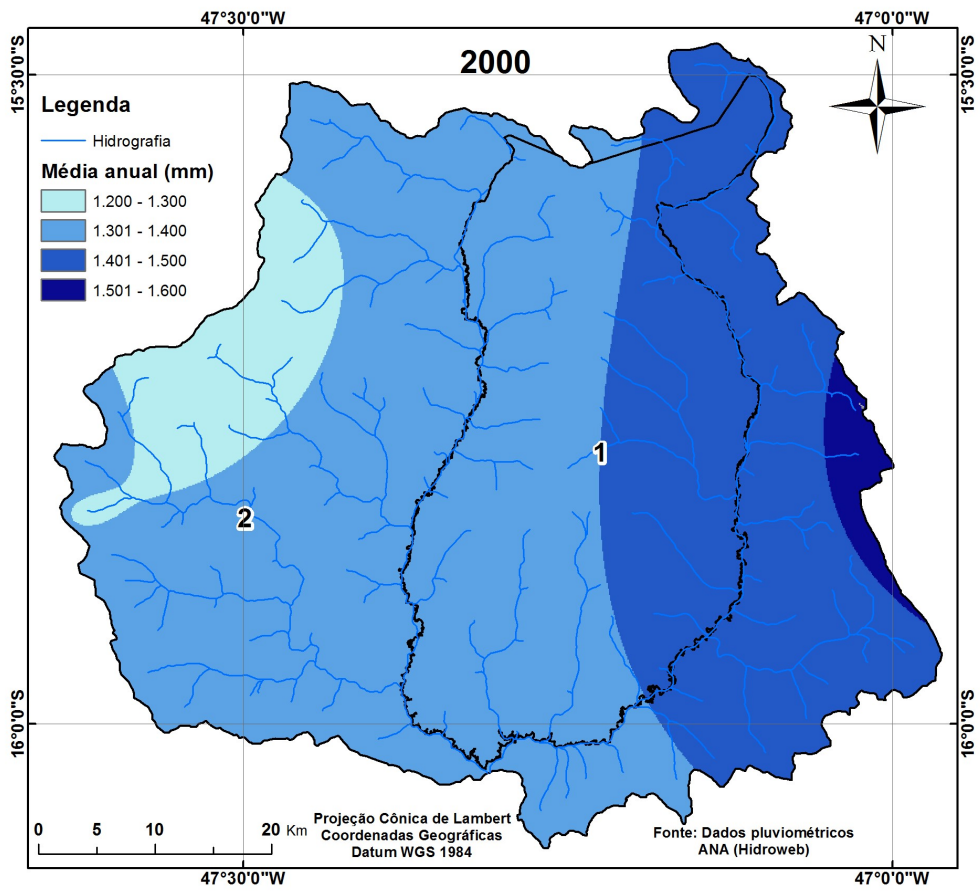 47°30'0"W
47°0'0"W
2000
N
15°30'0"S
15°30'0"S
Legenda
Hidrografia
Média anual (mm)
1.200 - 1.300
1.301 - 1.400
1.401 - 1.500
1.501 - 1.600
1
2
16°0'0"S
16°0'0"S
0 5 10 20 Km
Projeção Cônica de Lambert
Coordenadas Geográficas
Datum WGS 1984
Fonte: Dados pluviométricos
ANA (Hidroweb)
47°30'0"W
47°0'0"W